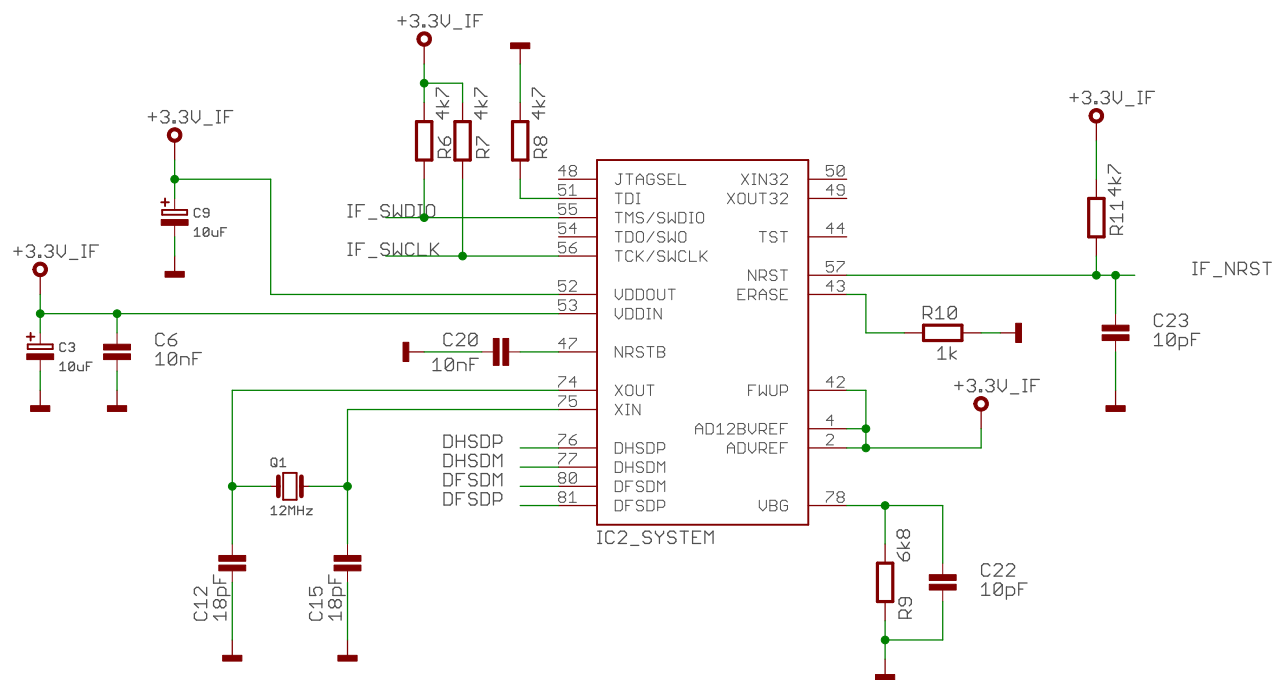 +3.3V_IF
+3.3V_IF
+3.3V_IF
+3.3V_IF
+3.3V_IF
R6
4k7
R7
4k7
R8
4k7
R11
4k7
C9
10uF
C3
10uF
C6
10nF
IF_SWDIO
IF_SWCLK
48 JTAGSEL
51 TDI
55 TMS/SWDIO
54 TDO/SWO
56 TCK/SWCLK
52 VDDOUT
53 VDDIN
47 NRSTB
74 XOUT
75 XIN
76 DHSDP
77 DHSDM
80 DFSDM
81 DFSDP
XIN32 50
XOUT32 49
TST 44
NRST 57
ERASE 43
FWUP 42
AD12BVREF 4
ADVREF 2
VBG 78
IC2_SYSTEM
IF_NRST
R10
1k
C23
10pF
C20
10nF
DHSDP
DHSDM
DFSDM
DFSDP
Q1
12MHz
C12
18pF
C15
18pF
R9
6k8
C22
10pF